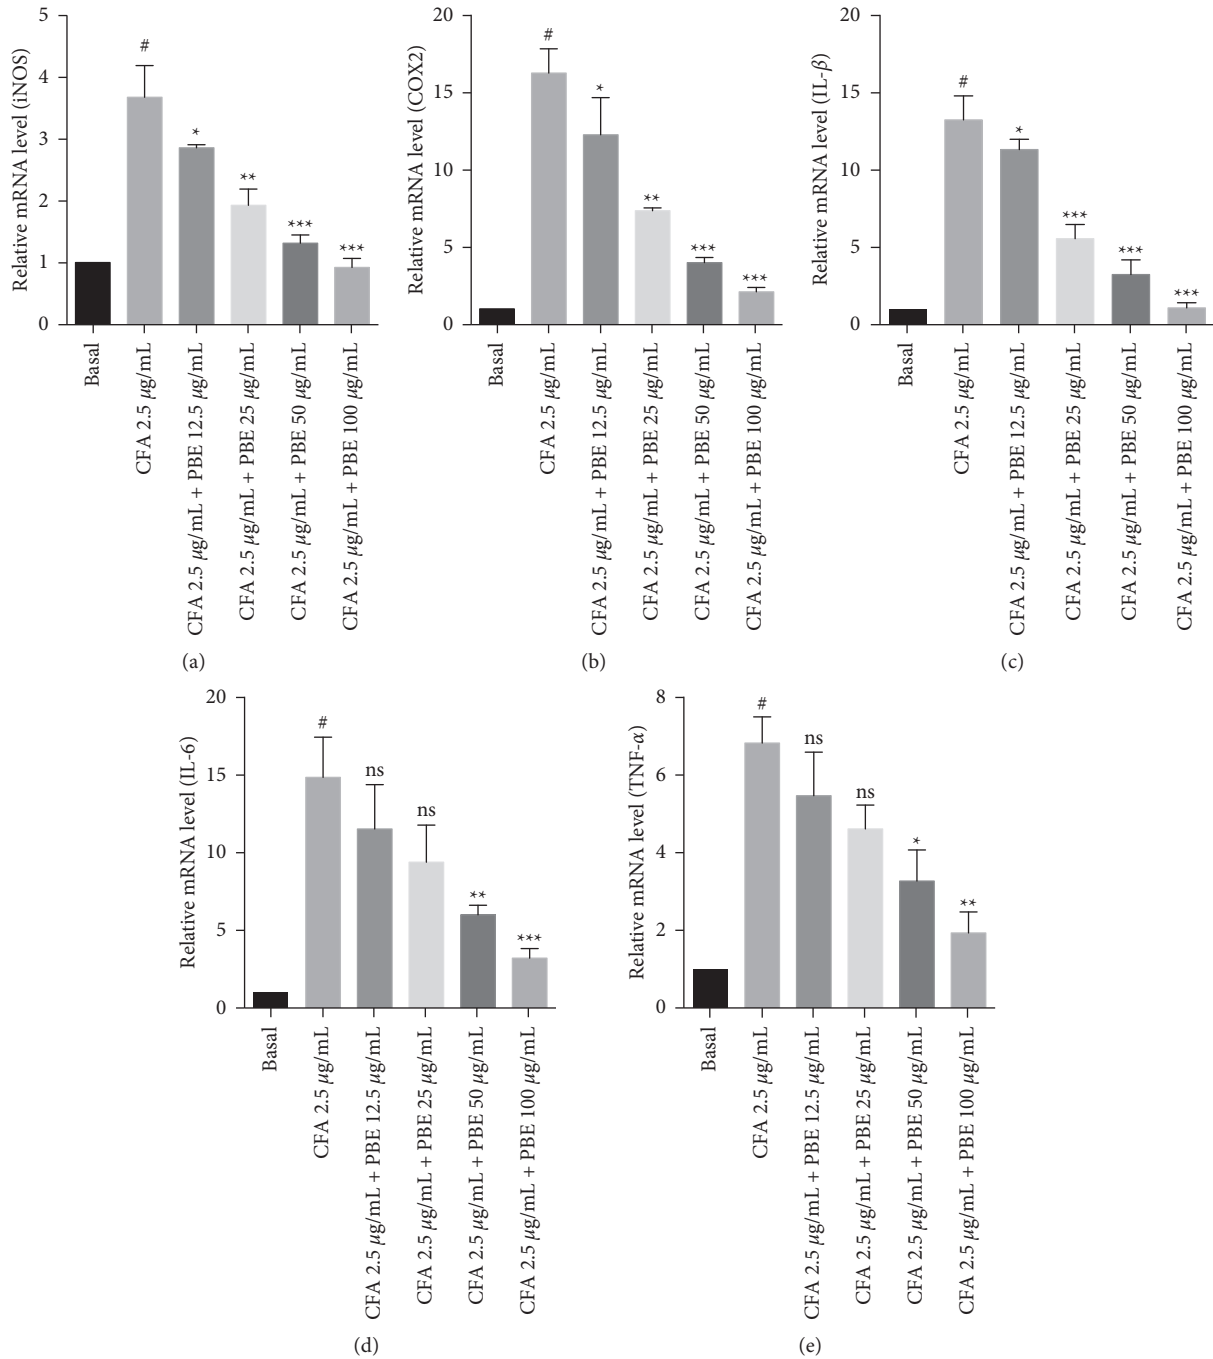 Relative mRNA level (iNOS)
5
4
3
2
1
0
#
*
**
***
***
Basal
CFA 2.5 μg/mL
CFA 2.5 μg/mL + PBE 12.5 μg/mL
CFA 2.5 μg/mL + PBE 25 μg/mL
CFA 2.5 μg/mL + PBE 50 μg/mL
CFA 2.5 μg/mL + PBE 100 μg/mL
(a)
Relative mRNA level (COX2)
20
15
10
5
0
#
*
**
***
***
Basal
CFA 2.5 μg/mL
CFA 2.5 μg/mL + PBE 12.5 μg/mL
CFA 2.5 μg/mL + PBE 25 μg/mL
CFA 2.5 μg/mL + PBE 50 μg/mL
CFA 2.5 μg/mL + PBE 100 μg/mL
(b)
Relative mRNA level (IL-β)
20
15
10
5
0
#
*
***
***
***
Basal
CFA 2.5 μg/mL
CFA 2.5 μg/mL + PBE 12.5 μg/mL
CFA 2.5 μg/mL + PBE 25 μg/mL
CFA 2.5 μg/mL + PBE 50 μg/mL
CFA 2.5 μg/mL + PBE 100 μg/mL
(c)
Relative mRNA level (IL-6)
20
15
10
5
0
#
ns
ns
**
***
Basal
CFA 2.5 μg/mL
CFA 2.5 μg/mL + PBE 12.5 μg/mL
CFA 2.5 μg/mL + PBE 25 μg/mL
CFA 2.5 μg/mL + PBE 50 μg/mL
CFA 2.5 μg/mL + PBE 100 μg/mL
(d)
Relative mRNA level (TNF-α)
8
6
4
2
0
#
ns
ns
*
**
Basal
CFA 2.5 μg/mL
CFA 2.5 μg/mL + PBE 12.5 μg/mL
CFA 2.5 μg/mL + PBE 25 μg/mL
CFA 2.5 μg/mL + PBE 50 μg/mL
CFA 2.5 μg/mL + PBE 100 μg/mL
(e)